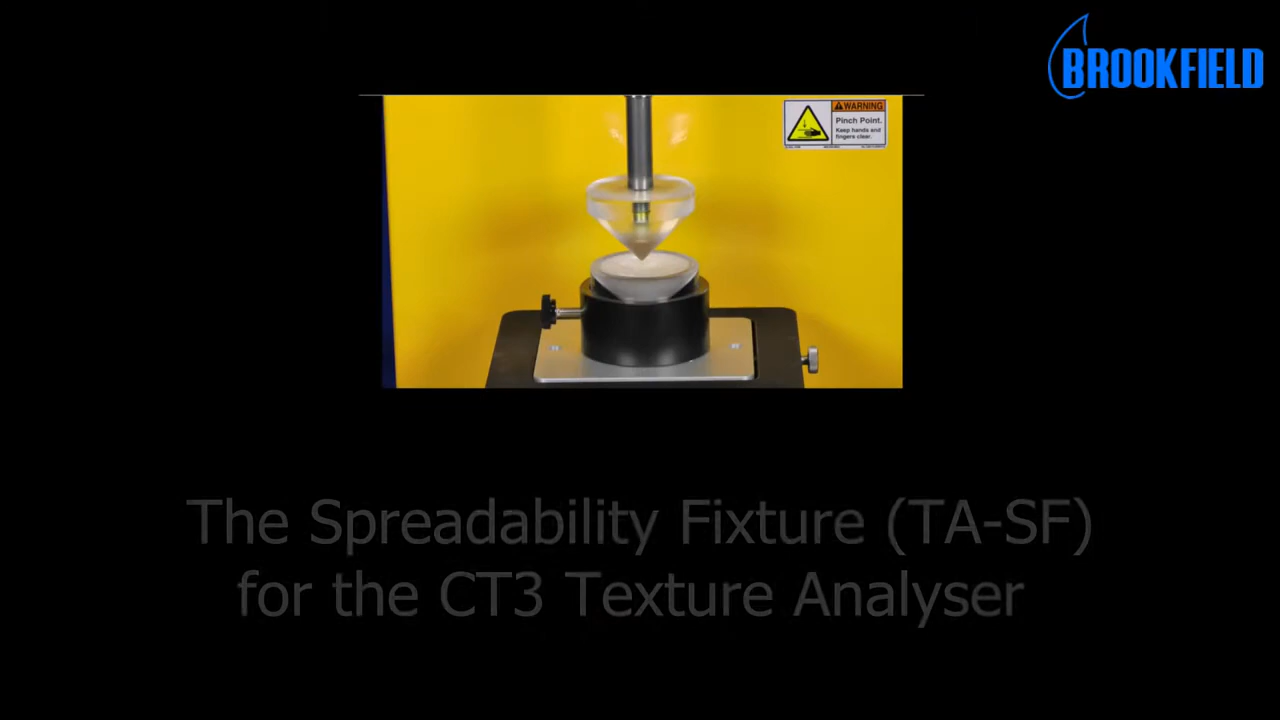 BROOKFIELD
WARNING
Pinch Point.
Keep hands and
fingers clear.
The Spreadability Fixture (TA-SF)
for the CT3 Texture Analyser